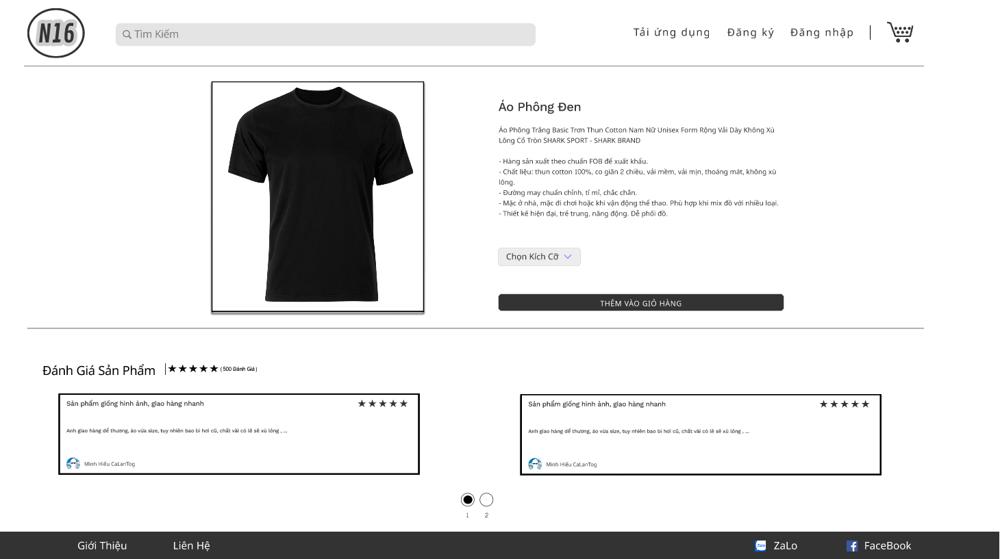 N16
Tìm Kiếm
Tải ứng dụng Đăng ký Đăng nhập
Áo Phông Đen
Áo Phông Trắng Basic Trơn Thun Cotton Nam Nữ Unisex Form Rộng Vải Dày Không Xù
Lông Cổ Tròn SHARK SPORT - SHARK BRAND
- Hàng sản xuất theo chuẩn FOB để xuất khẩu.
- Chất liệu: thun cotton 100%, co giãn 2 chiều, vải mềm, vải mịn, thoáng mát, không xù
lông.
- Đường may chuẩn chỉnh, tỉ mỉ, chắc chắn.
- Mặc ở nhà, mặc đi chơi hoặc khi vận động thể thao. Phù hợp khi mix đồ với nhiều loại.
- Thiết kế hiện đại, trẻ trung, năng động. Dễ phối đồ.
Chọn Kích Cỡ
THÊM VÀO GIỎ HÀNG
Đánh Giá Sản Phẩm ★★★★★ ( 500 Đánh Giá )
Sản phẩm giống hình ảnh, giao hàng nhanh ★★★★★
Anh giao hàng dễ thương, áo vừa size, tuy nhiên bao bì hơi cũ, chất vải có lẽ sẽ xù lông , ...
Minh Hiếu CaLanTog
Sản phẩm giống hình ảnh, giao hàng nhanh ★★★★★
Anh giao hàng dễ thương, áo vừa size, tuy nhiên bao bì hơi cũ, chất vải có lẽ sẽ xù lông , ...
Minh Hiếu CaLanTog
1 2
Giới Thiệu Liên Hệ Zalo ZaLo FaceBook